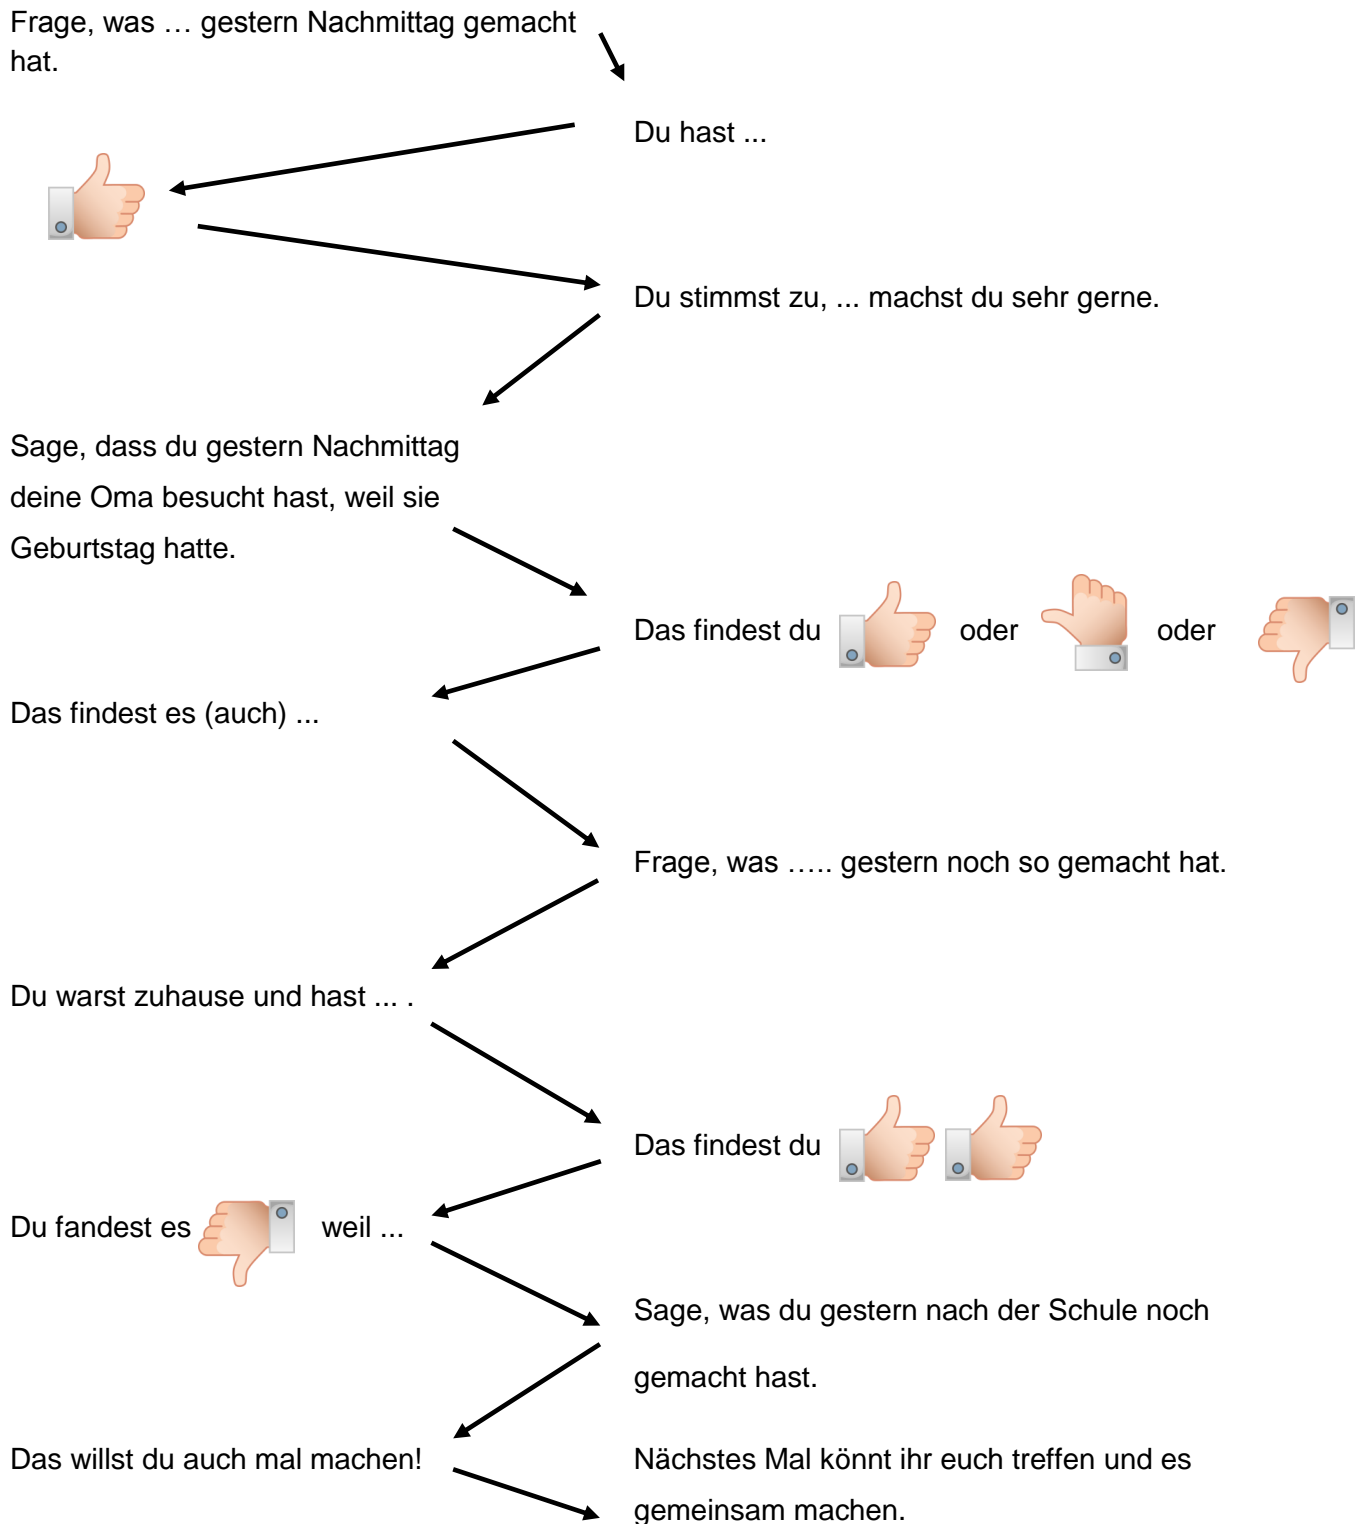 Frage, was … gestern Nachmittag gemacht
hat.
Du hast ...
Du stimmst zu, ... machst du sehr gerne.
Sage, dass du gestern Nachmittag
deine Oma besucht hast, weil sie
Geburtstag hatte.
Das findest du oder oder
Das findest es (auch) ...
Frage, was ….. gestern noch so gemacht hat.
Du warst zuhause und hast ... .
Das findest du
Du fandest es weil ...
Sage, was du gestern nach der Schule noch
gemacht hast.
Das willst du auch mal machen!
Nächstes Mal könnt ihr euch treffen und es
gemeinsam machen.